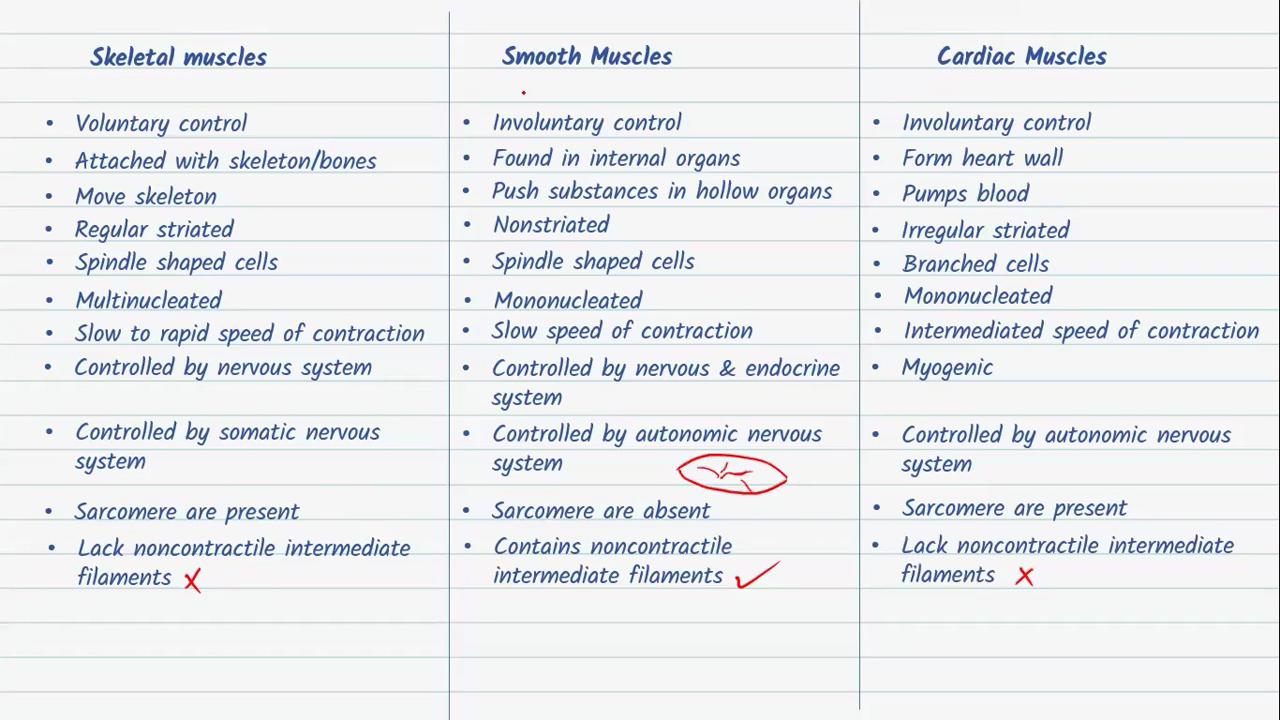 Skeletal muscles
• Voluntary control
• Attached with skeleton/bones
• Move skeleton
• Regular striated
• Spindle shaped cells
• Multinucleated
• Slow to rapid speed of contraction
• Controlled by nervous system
• Controlled by somatic nervous
system
• Sarcomere are present
• Lack noncontractile intermediate
filaments
Smooth Muscles
• Involuntary control
• Found in internal organs
• Push substances in hollow organs
• Nonstriated
• Spindle shaped cells
• Mononucleated
• Slow speed of contraction
• Controlled by nervous & endocrine
system
• Controlled by autonomic nervous
system
• Sarcomere are absent
• Contains noncontractile
intermediate filaments
Cardiac Muscles
• Involuntary control
• Form heart wall
• Pumps blood
• Irregular striated
• Branched cells
• Mononucleated
• Intermediated speed of contraction
• Myogenic
• Controlled by autonomic nervous
system
• Sarcomere are present
• Lack noncontractile intermediate
filaments